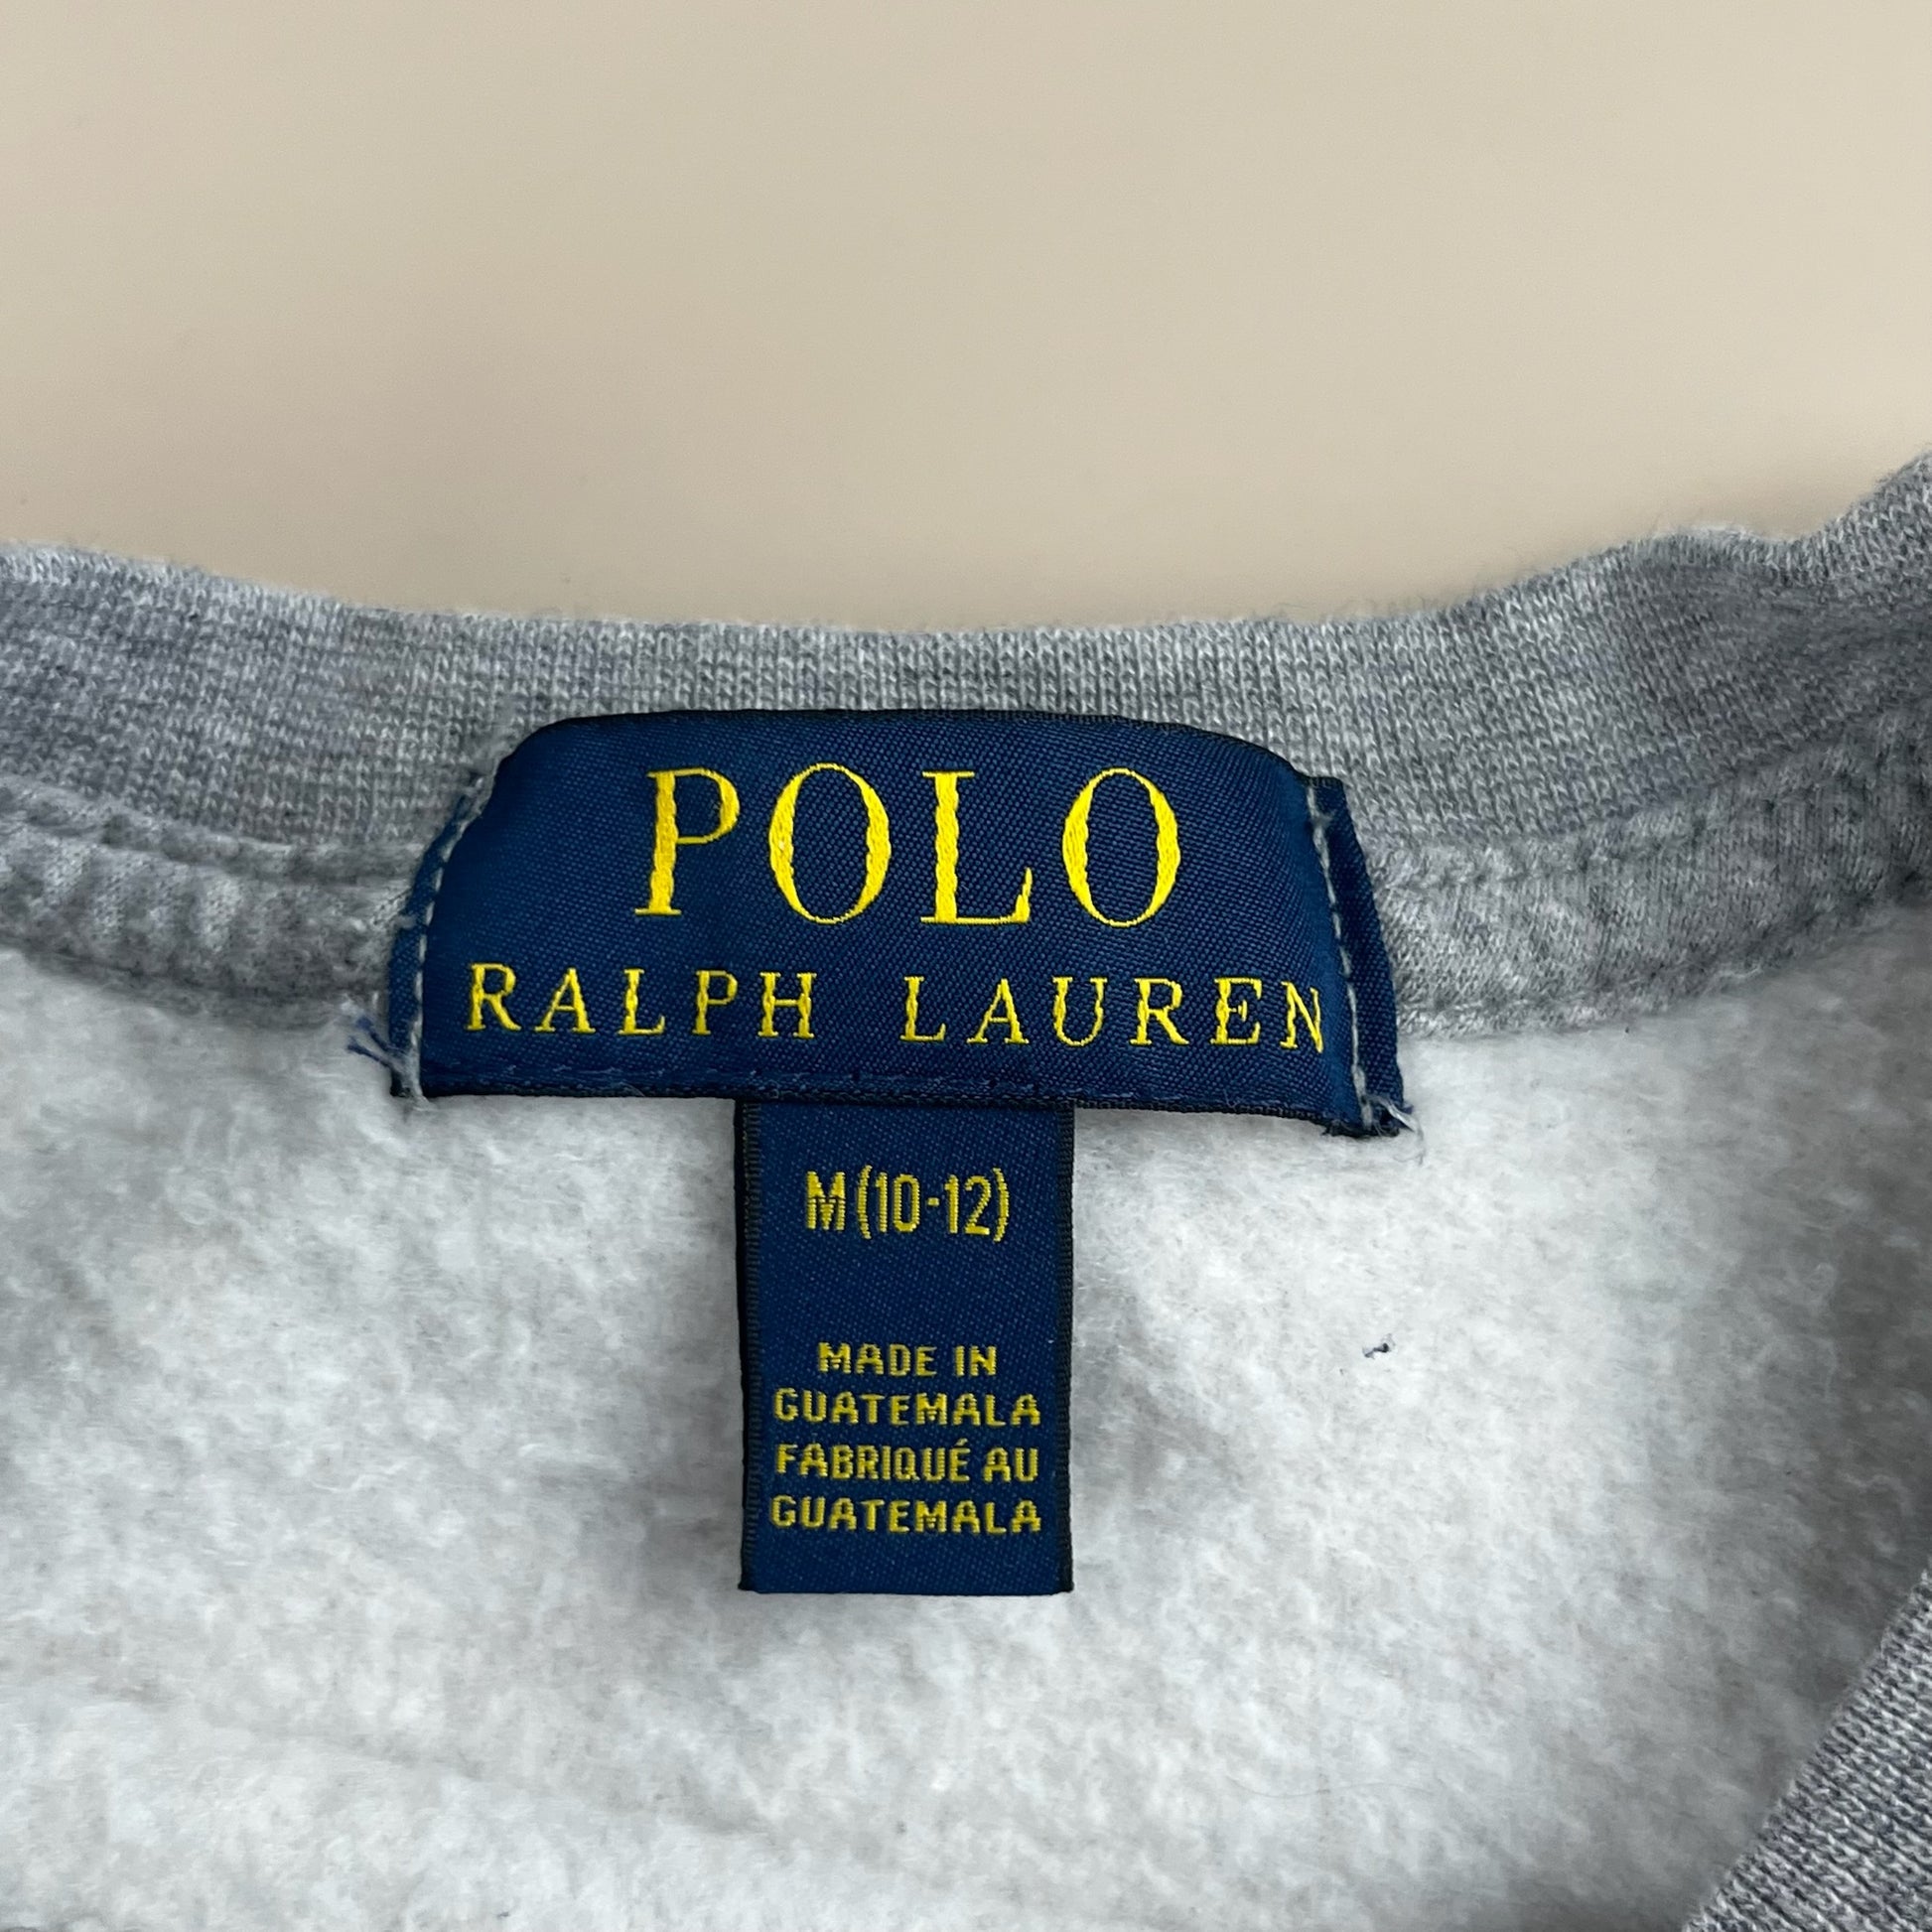 POLO
RALPH LAUREN
M(10-12)
MADE IN
GUATEMALA
FABRIQUÉ AU
GUATEMALA